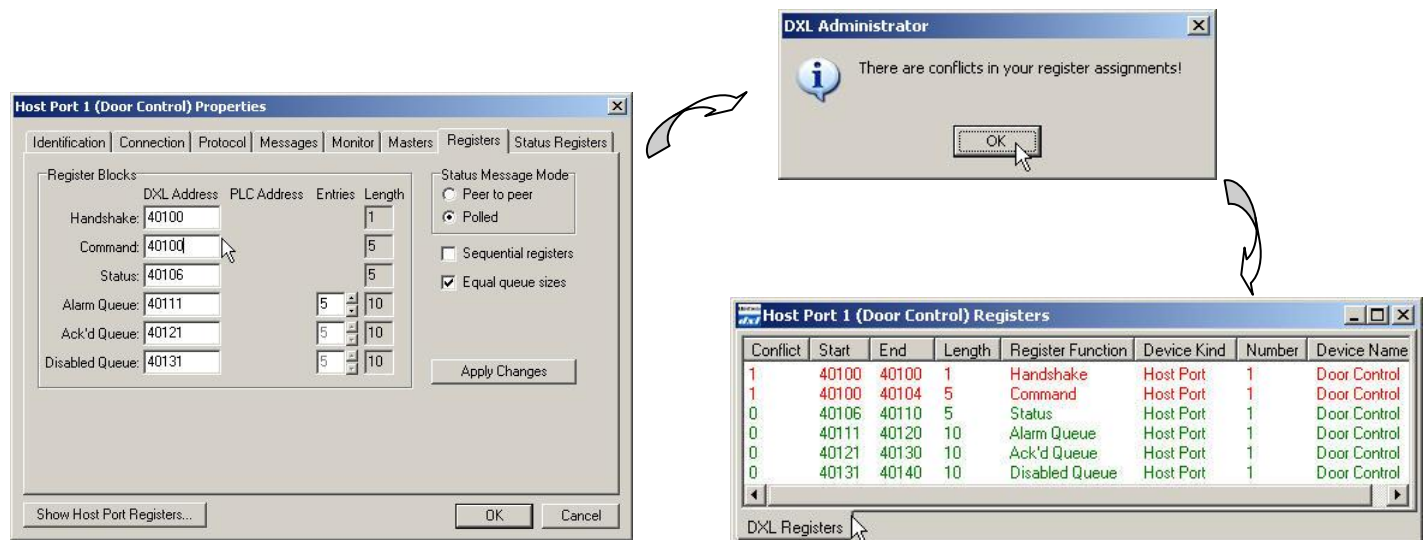 Host Port 1 (Door Control) Properties
Identification Connection Protocol Messages Monitor Masters Registers Status Registers
Register Blocks
DXL Address PLC Address Entries Length
Handshake: 40100 1
Command: 40100 5
Status: 40106 5
Alarm Queue: 40111 5 10
Ack'd Queue: 40121 5 10
Disabled Queue: 40131 5 10
Status Message Mode
Peer to peer
Polled
Sequential registers
Equal queue sizes
Apply Changes
Show Host Port Registers...
OK Cancel
DXL Administrator
There are conflicts in your register assignments!
OK
Host Port 1 (Door Control) Registers
Conflict Start End Length Register Function Device Kind Number Device Name
1 40100 40100 1 Handshake Host Port 1 Door Control
1 40100 40104 5 Command Host Port 1 Door Control
0 40106 40110 5 Status Host Port 1 Door Control
0 40111 40120 10 Alarm Queue Host Port 1 Door Control
0 40121 40130 10 Ack'd Queue Host Port 1 Door Control
0 40131 40140 10 Disabled Queue Host Port 1 Door Control
DXL Registers